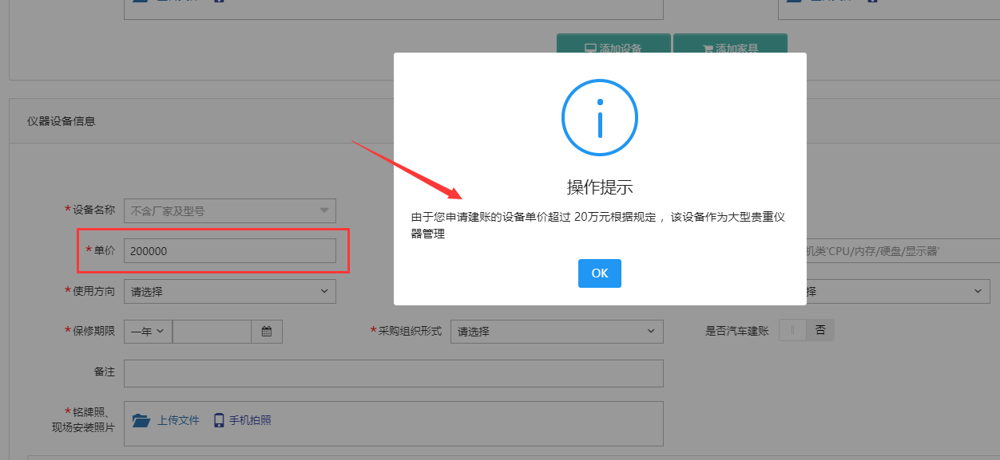 添加设备 添加家具
仪器设备信息
操作提示
由于您申请建账的设备单价超过 20万元根据规定 ，该设备作为大型贵重仪
器管理
OK
*设备名称 不含厂家及型号
*单价 200000 机类'CPU/内存/硬盘/显示器'
*使用方向 请选择 择
*保修期限 一年 *采购组织形式 请选择 是否汽车建账 否
备注
*铭牌照、
现场安装照片 上传文件 手机拍照